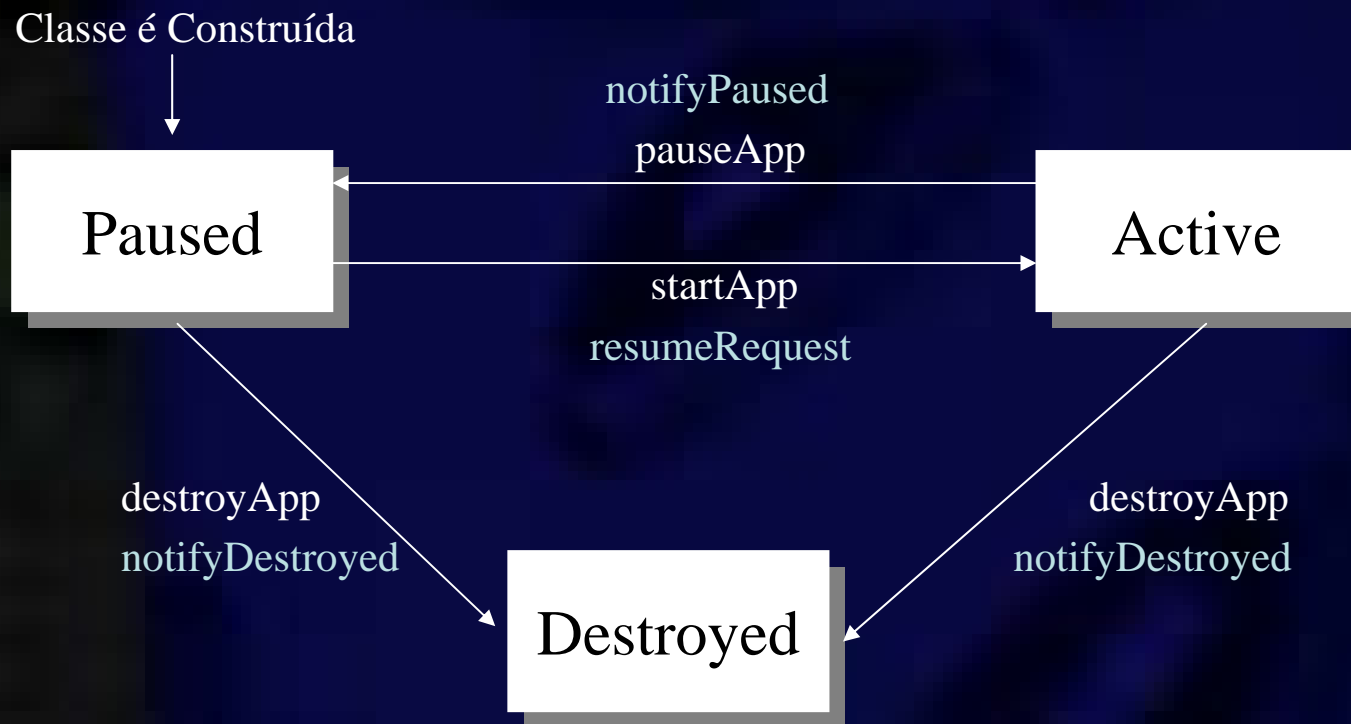 Classe é Construída
notifyPaused
pauseApp
Paused
Active
startApp
resumeRequest
destroyApp
notifyDestroyed
destroyApp
notifyDestroyed
Destroyed